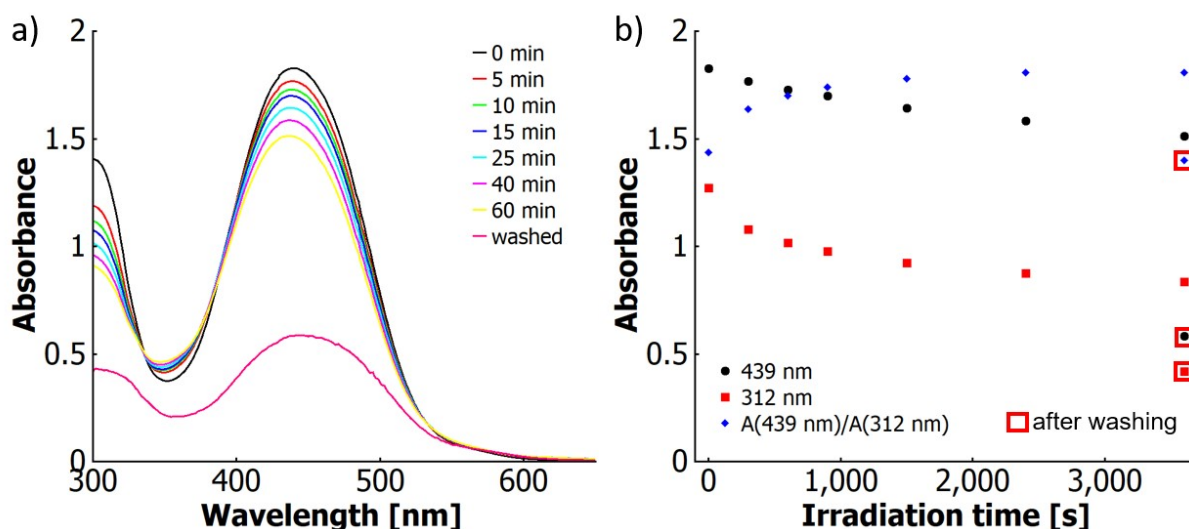 a)
2
1.5
1
0.5
0
Absorbance
300
400
500
600
Wavelength [nm]
0 min
5 min
10 min
15 min
25 min
40 min
60 min
washed
b)
2
1.5
1
0.5
0
Absorbance
0
1,000
2,000
3,000
Irradiation time [s]
439 nm
312 nm
A(439 nm)/A(312 nm)
after washing